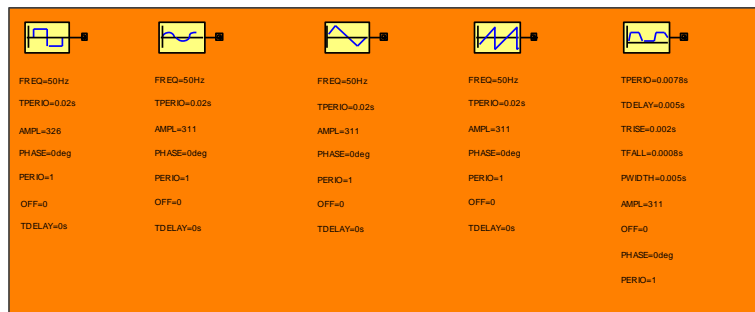 FREQ=50Hz
TPERIO=0.02s
AMPL=326
PHASE=0deg
PERIO=1
OFF=0
TDELAY=0s
FREQ=50Hz
TPERIO=0.02s
AMPL=311
PHASE=0deg
PERIO=1
OFF=0
TDELAY=0s
FREQ=50Hz
TPERIO=0.02s
AMPL=311
PHASE=0deg
PERIO=1
OFF=0
TDELAY=0s
FREQ=50Hz
TPERIO=0.02s
AMPL=311
PHASE=0deg
PERIO=1
OFF=0
TDELAY=0s
TPERIO=0.0078s
TDELAY=0.005s
TRISE=0.002s
TFALL=0.0008s
PWIDTH=0.005s
AMPL=311
OFF=0
PHASE=0deg
PERIO=1